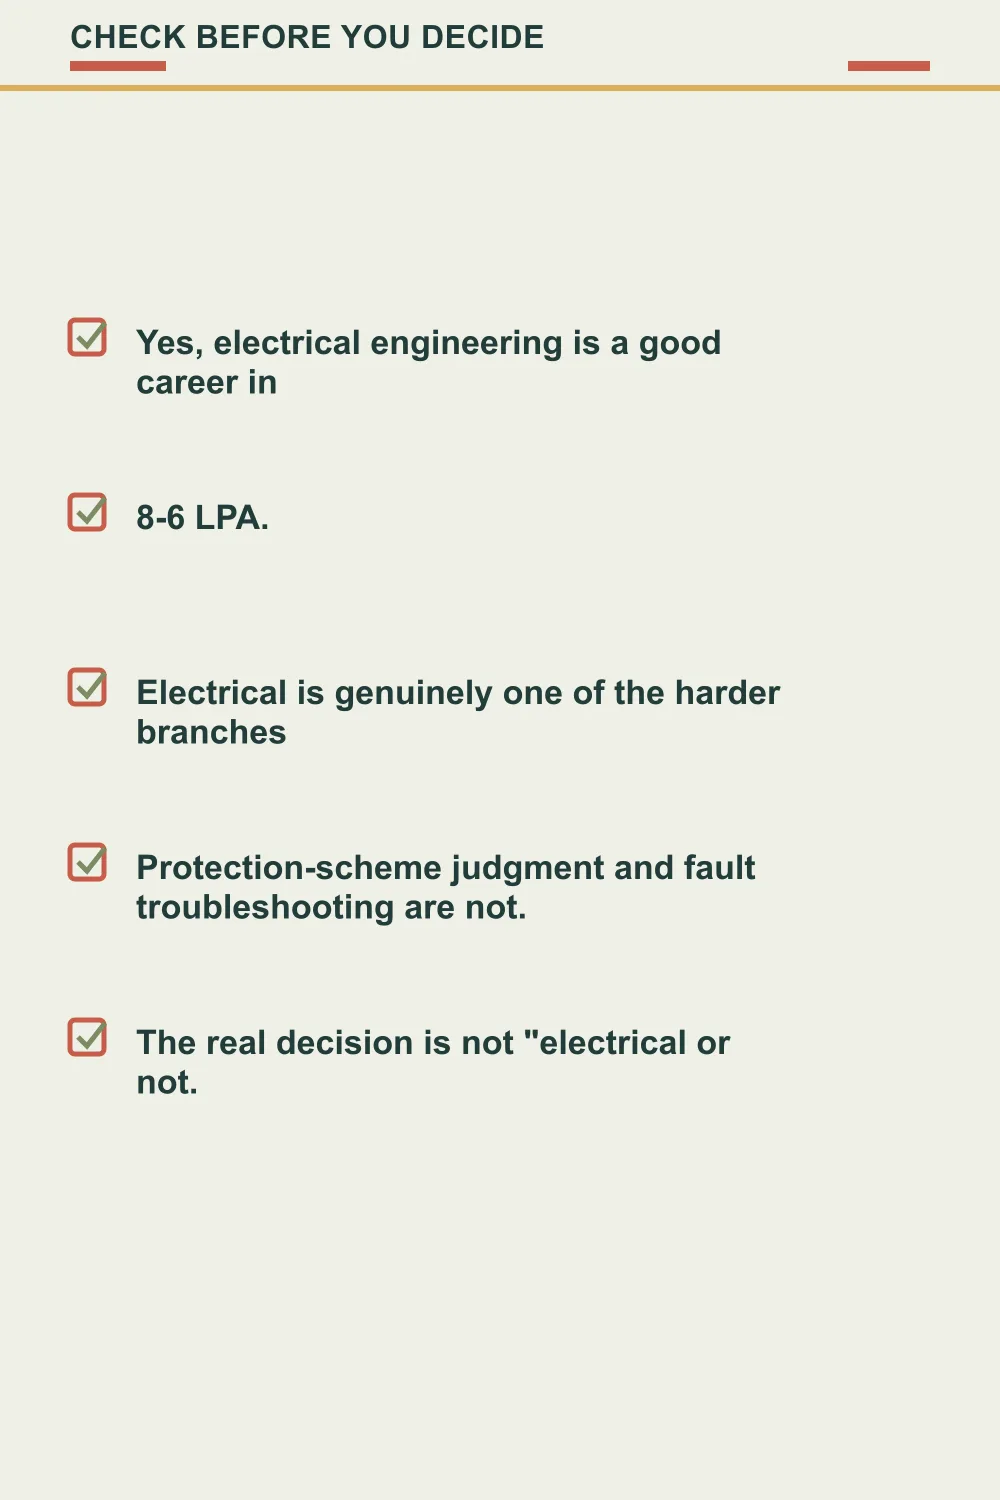 CHECK BEFORE YOU DECIDE
Yes, electrical engineering is a good
career in
8-6 LPA.
Electrical is genuinely one of the harder
branches
Protection-scheme judgment and fault
troubleshooting are not.
The real decision is not "electrical or
not.